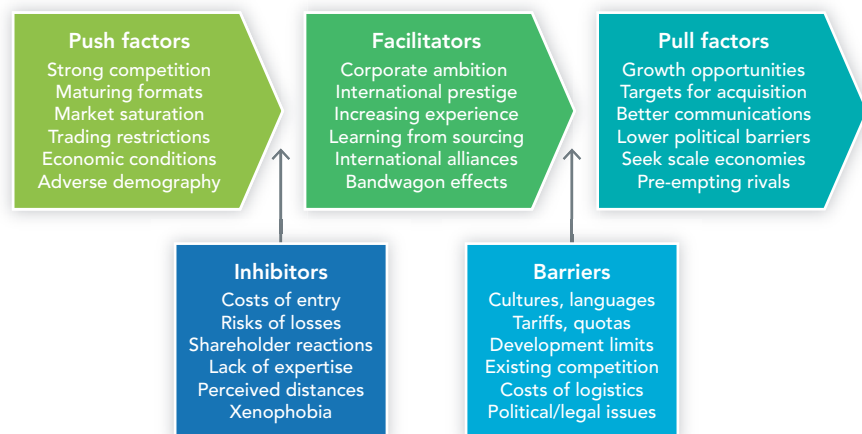 Push factors
Strong competition
Maturing formats
Market saturation
Trading restrictions
Economic conditions
Adverse demography
Facilitators
Corporate ambition
International prestige
Increasing experience
Learning from sourcing
International alliances
Bandwagon effects
Pull factors
Growth opportunities
Targets for acquisition
Better communications
Lower political barriers
Seek scale economies
Pre-empting rivals
Inhibitors
Costs of entry
Risks of losses
Shareholder reactions
Lack of expertise
Perceived distances
Xenophobia
Barriers
Cultures, languages
Tariffs, quotas
Development limits
Existing competition
Costs of logistics
Political/legal issues